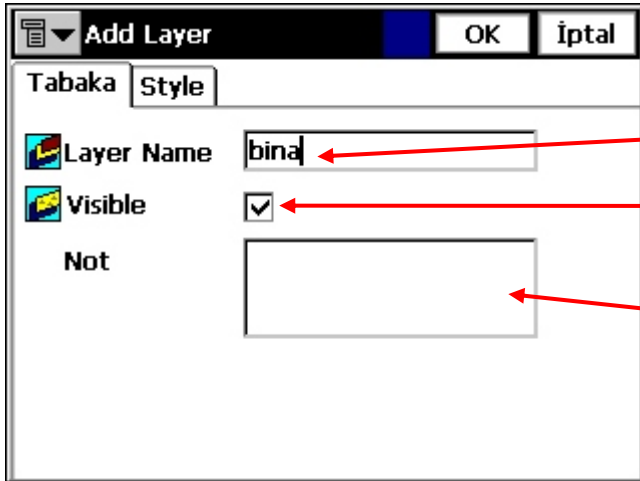 Add Layer OK İptal
Tabaka Style
Layer Name bina
Visible
Not